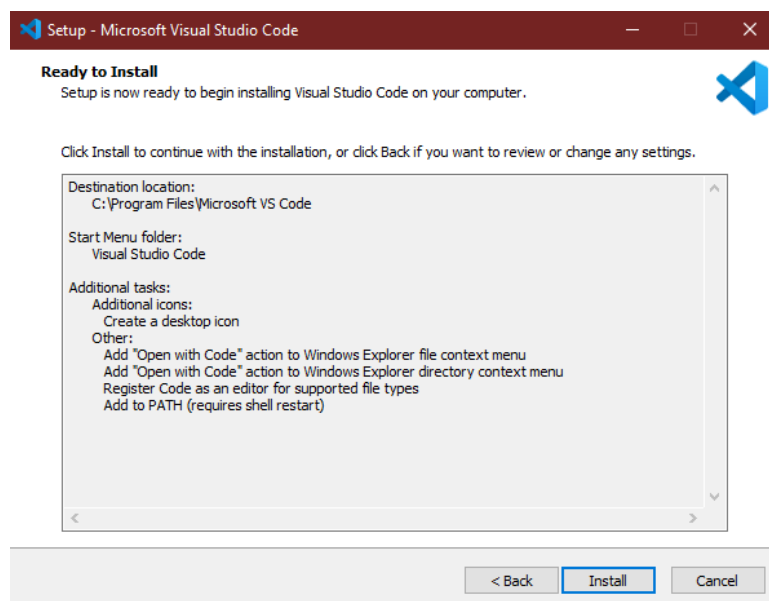 Setup - Microsoft Visual Studio Code
Ready to Install
Setup is now ready to begin installing Visual Studio Code on your computer.
Click Install to continue with the installation, or click Back if you want to review or change any settings.
Destination location:
C:\Program Files\Microsoft VS Code
Start Menu folder:
Visual Studio Code
Additional tasks:
Additional icons:
Create a desktop icon
Other:
Add "Open with Code" action to Windows Explorer file context menu
Add "Open with Code" action to Windows Explorer directory context menu
Register Code as an editor for supported file types
Add to PATH (requires shell restart)
< Back Install Cancel